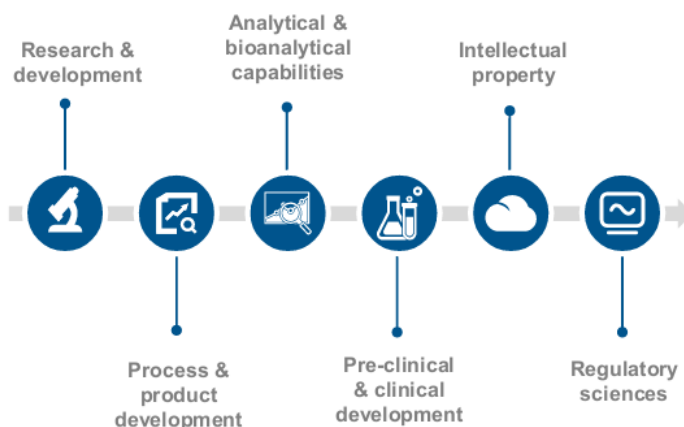 Research &
development
Process &
product
development
Analytical &
bioanalytical
capabilities
Pre-clinical
& clinical
development
Intellectual
property
Regulatory
sciences